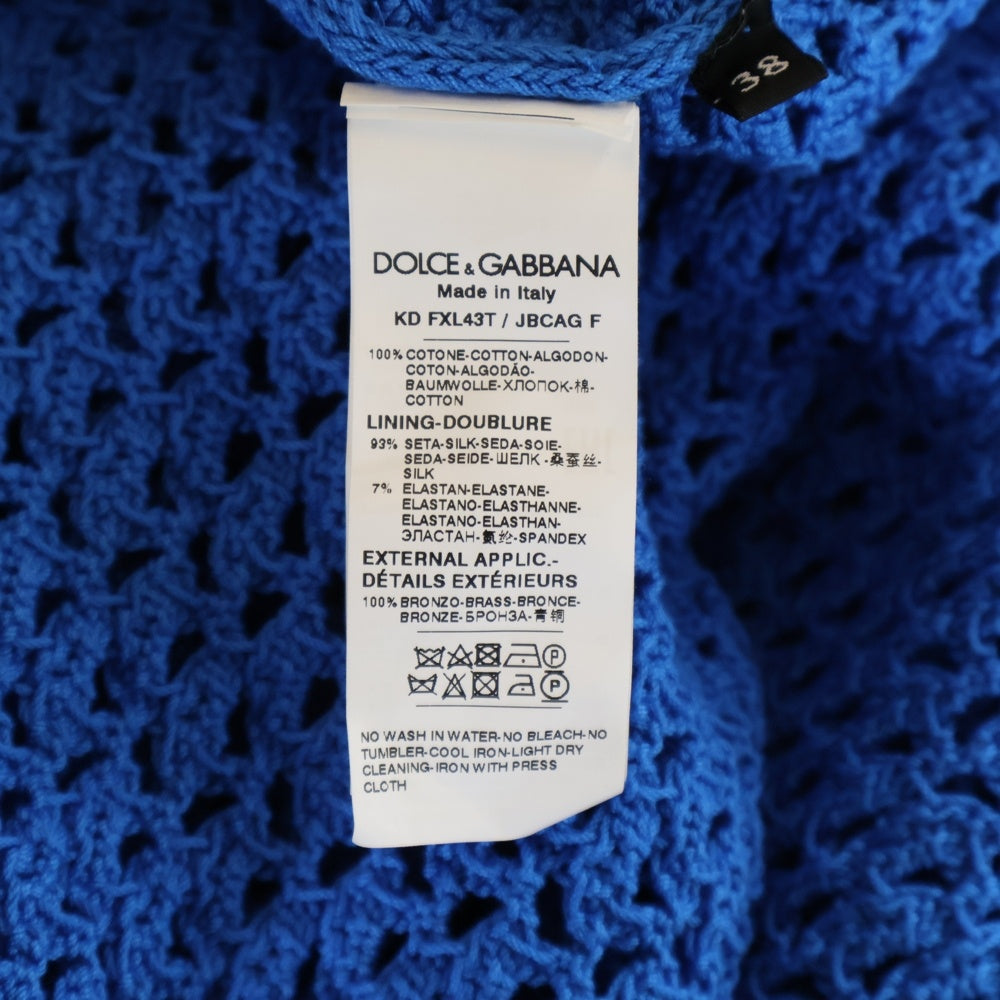 38
DOLCE & GABBANA
Made in Italy
KD FXL43T / JBCAG F
100% COTONE-COTTON-ALGODON-
COTON-ALGODÃO-
BAUMWOLLE-ХЛОПОК-棉-
COTTON
LINING-DOUBLURE
93% SETA-SILK-SEDA-SOIE-
SEDA-SEIDE-ШЕЛК-桑蚕丝-
SILK
7% ELASTAN-ELASTANE-
ELASTANO-ELASTHANNE-
ELASTANO-ELASTHAN-
ЭЛАСТАН-氨纶-SPANDEX
EXTERNAL APPLIC.-
DÉTAILS EXTÉRIEURS
100% BRONZO-BRASS-BRONCE-
BRONZE-БРОНЗА-青铜
P
P
NO WASH IN WATER-NO BLEACH-NO
TUMBLER-COOL IRON-LIGHT DRY
CLEANING-IRON WITH PRESS
CLOTH